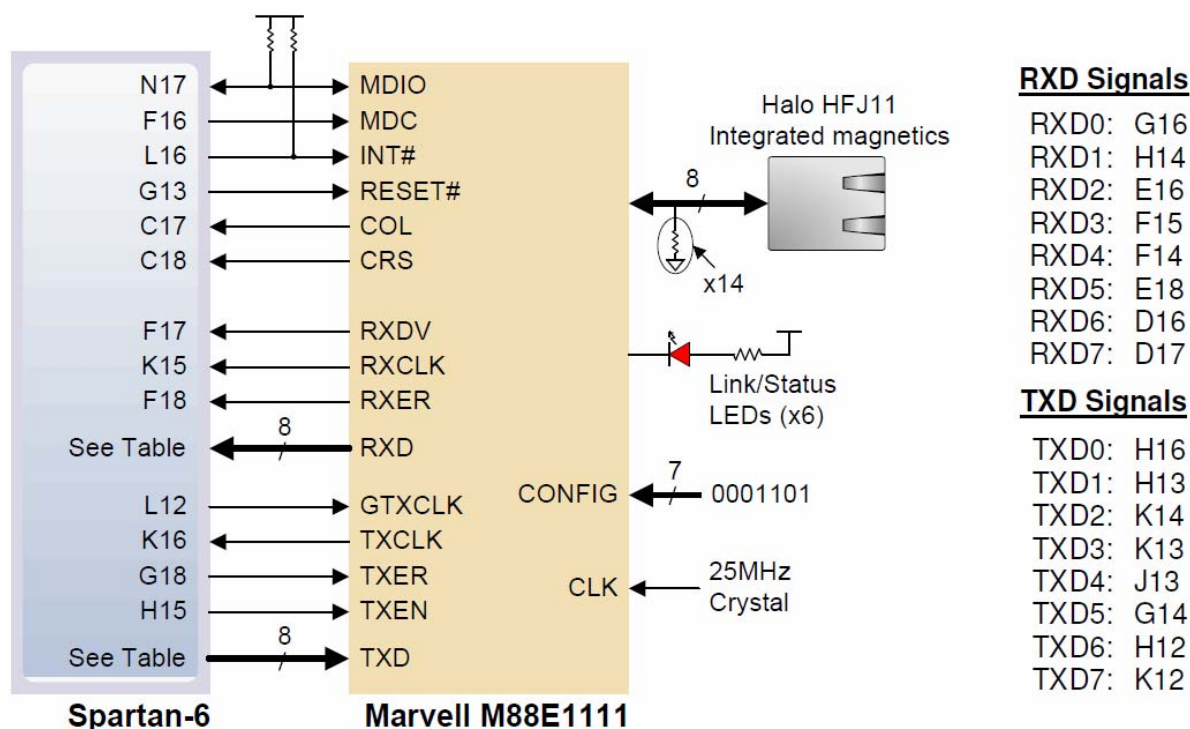 N17 MDIO
F16 MDC
L16 INT#
G13 RESET#
C17 COL
C18 CRS
F17 RXDV
K15 RXCLK
F18 RXER
See Table 8 RXD
L12 GTXCLK
K16 TXCLK
G18 TXER
H15 TXEN
See Table 8 TXD
Spartan-6
Marvell M88E1111
Halo HFJ11
Integrated magnetics
8
x14
Link/Status
LEDs (x6)
CONFIG 7 0001101
CLK 25MHz
Crystal
RXD Signals
RXD0: G16
RXD1: H14
RXD2: E16
RXD3: F15
RXD4: F14
RXD5: E18
RXD6: D16
RXD7: D17
TXD Signals
TXD0: H16
TXD1: H13
TXD2: K14
TXD3: K13
TXD4: J13
TXD5: G14
TXD6: H12
TXD7: K12